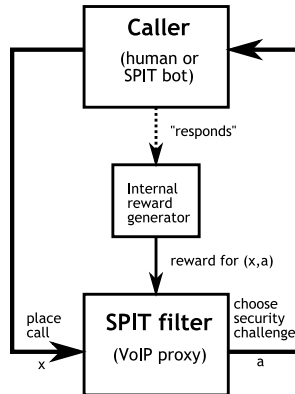 Caller
(human or
SPIT bot)
"responds"
Internal
reward
generator
reward for (x,a)
place
call
x
SPIT filter
(VoIP proxy)
choose
security
challenge
a